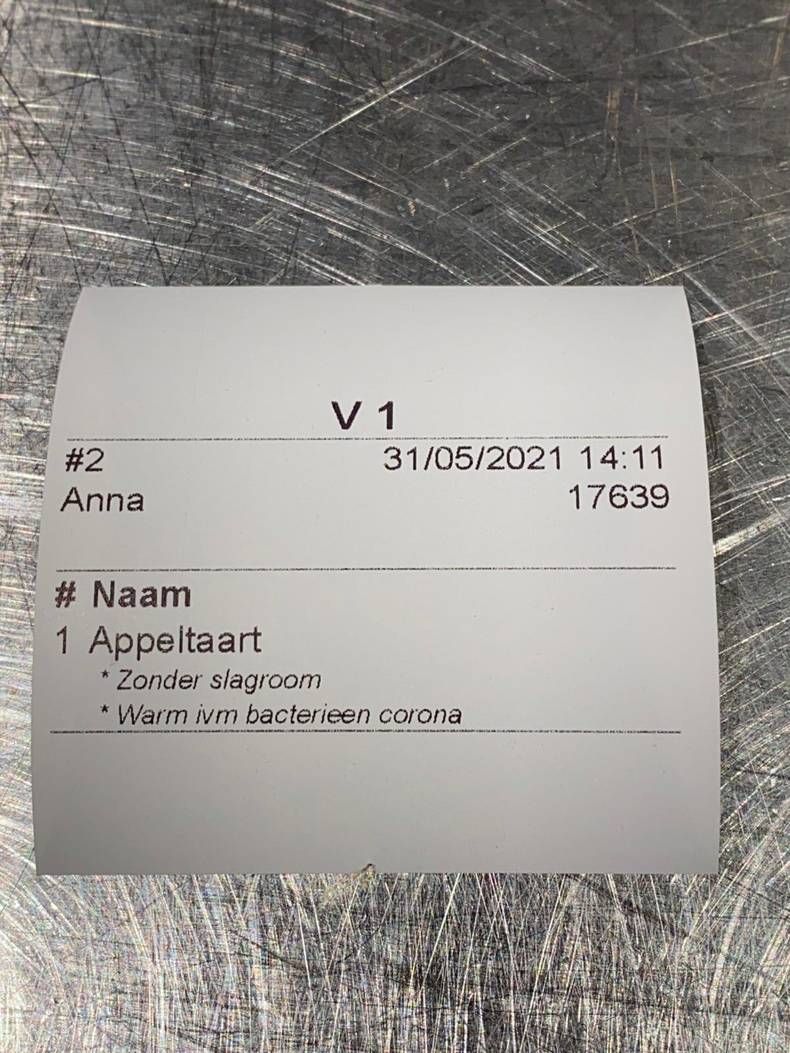 V 1
#2 31/05/2021 14:11
Anna 17639
# Naam
1 Appeltaart
* Zonder slagroom
* Warm ivm bacterieen corona